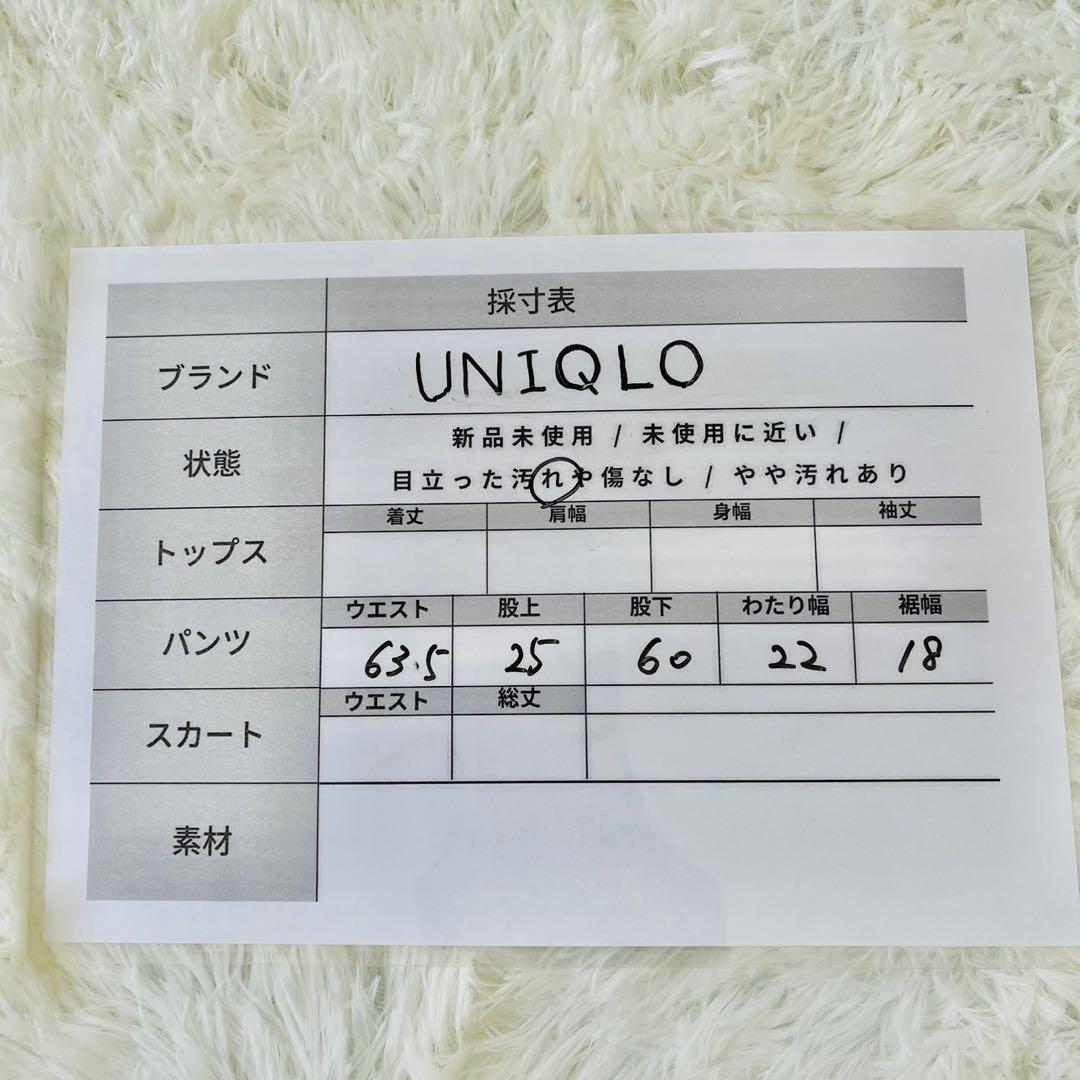 採寸表
ブランド UNIQLO
状態 新品未使用 / 未使用に近い /
目立った汚れや傷なし / やや汚れあり
トップス 着丈 肩幅 身幅 袖丈
パンツ ウエスト 股上 股下 わたり幅 裾幅
63.5 25 60 22 18
スカート ウエスト 総丈
素材